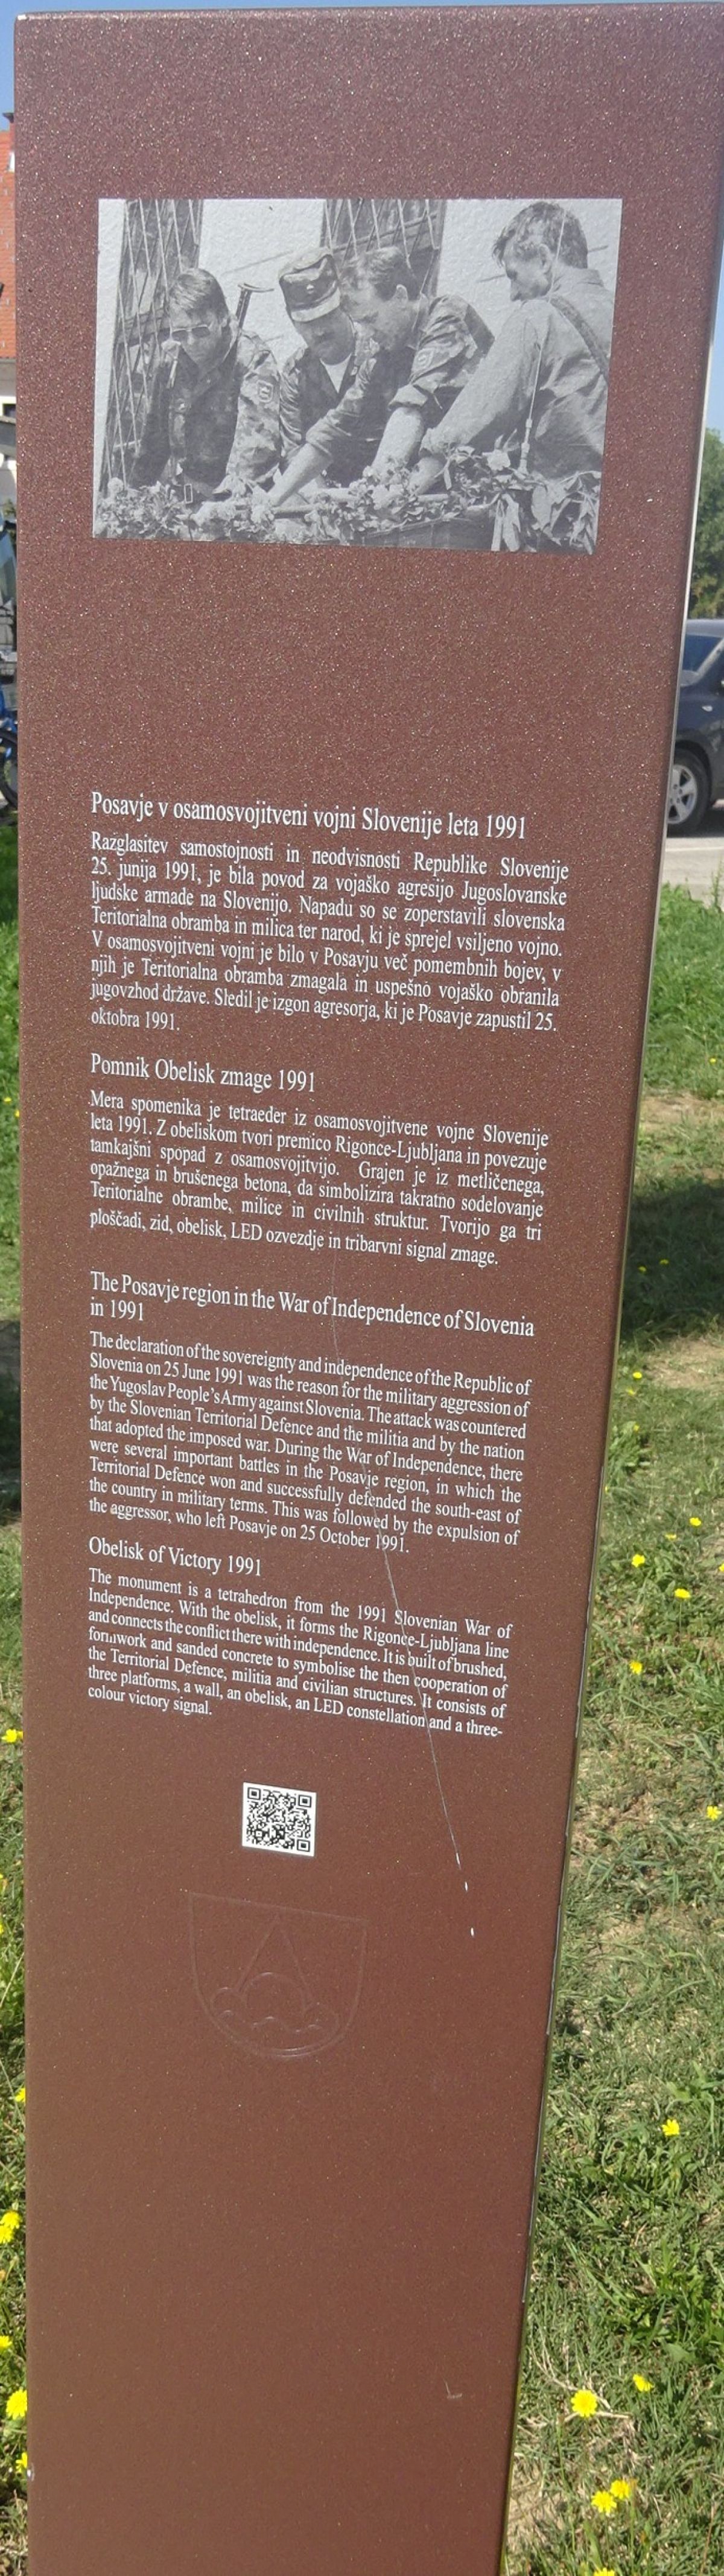 Posavje v osamosvojitveni vojni Slovenije leta 1991
Razglasitev samostojnosti in neodvisnosti Republike Slovenije
25. junija 1991, je bila povod za vojaško agresijo Jugoslovanske
ljudske armade na Slovenijo. Napadu so se zoperstavili slovenska
Teritorialna obramba in milica ter narod, ki je sprejel vsiljeno vojno.
V osamosvojitveni vojni je bilo v Posavju več pomembnih bojev, v
njih je Teritorialna obramba zmagala in uspešno vojaško obranila
jugovzhod države. Sledil je izgon agresorja, ki je Posavje zapustil 25.
oktobra 1991.
Pomnik Obelisk zmage 1991
Mera spomenika je tetraeder iz osamosvojitvene vojne Slovenije
leta 1991. Z obeliskom tvori premico Rigonce-Ljubljana in povezuje
tamkajšni spopad z osamosvojitvijo. Grajen je iz metličenega,
opažnega in brušenega betona, da simbolizira takratno sodelovanje
Teritorialne obrambe, milice in civilnih struktur. Tvorijo ga tri
ploščadi, zid, obelisk, LED ozvezdje in tribarvni signal zmage.
The Posavje region in the War of Independence of Slovenia
in 1991
The declaration of the sovereignty and independence of the Republic of
Slovenia on 25 June 1991 was the reason for the military aggression of
the Yugoslav People's Army against Slovenia. The attack was countered
by the Slovenian Territorial Defence and the militia and by the nation
that adopted the imposed war. During the War of Independence, there
were several important battles in the Posavje region, in which the
Territorial Defence won and successfully defended the south-east of
the country in military terms. This was followed by the expulsion of
the aggressor, who left Posavje on 25 October 1991.
Obelisk of Victory 1991
The monument is a tetrahedron from the 1991 Slovenian War of
Independence. With the obelisk, it forms the Rigonce-Ljubljana line
and connects the conflict there with independence. It is built of brushed,
formwork and sanded concrete to symbolise the then cooperation of
the Territorial Defence, militia and civilian structures. It consists of
three platforms, a wall, an obelisk, an LED constellation and a three-
colour victory signal.